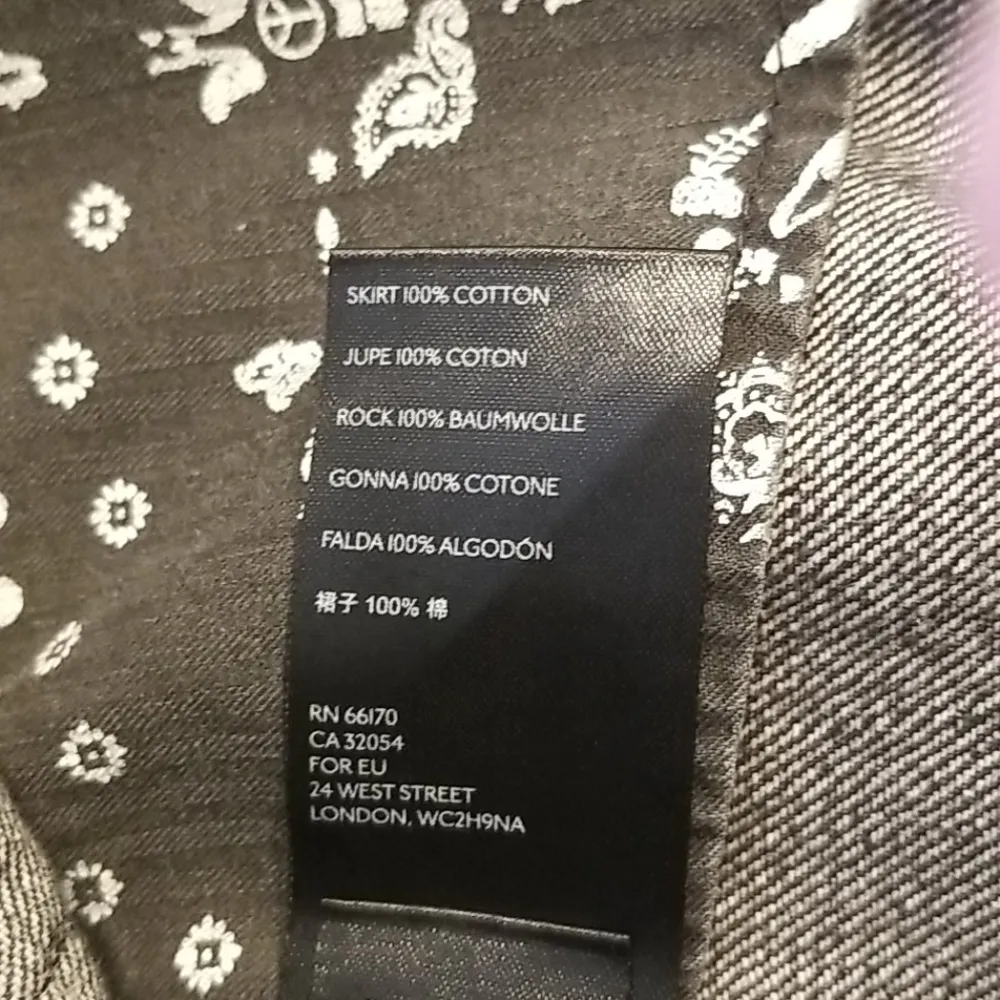 SKIRT 100% COTTON
JUPE 100% COTON
ROCK 100% BAUMWOLLE
GONNA 100% COTONE
FALDA 100% ALGODÓN
裙子 100% 棉
RN 66170
CA 32054
FOR EU
24 WEST STREET
LONDON, WC2H9NA